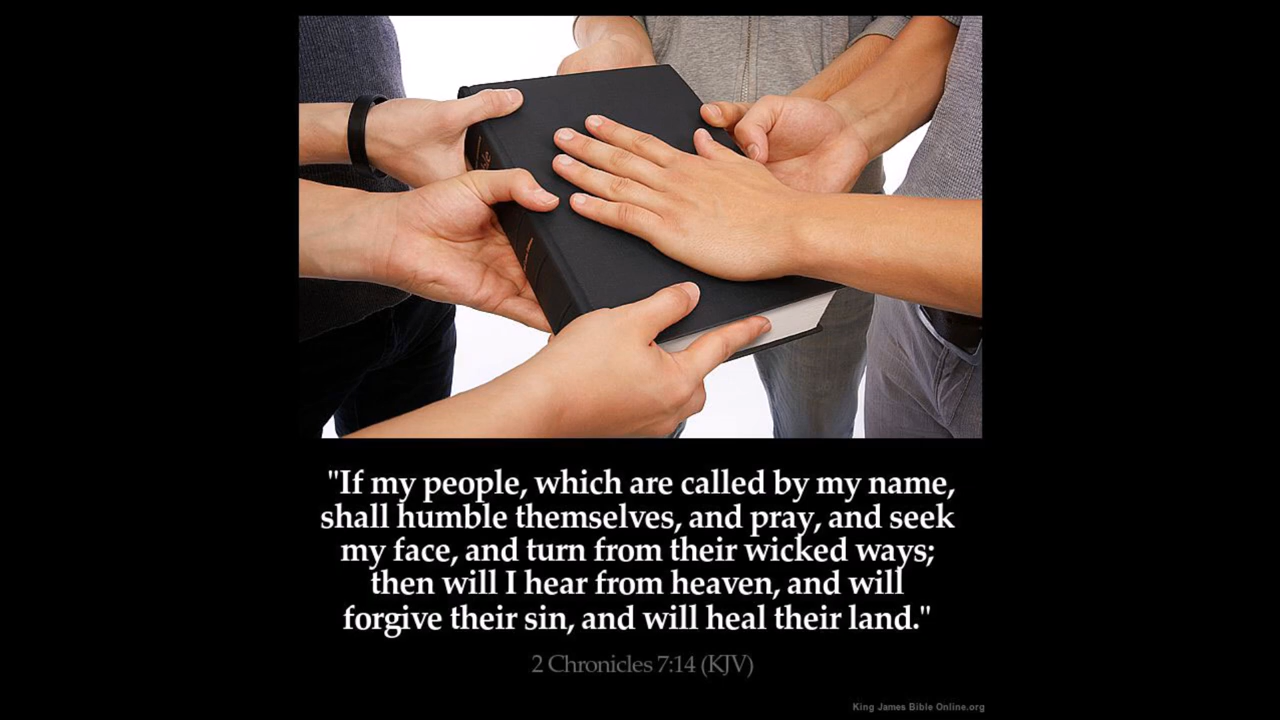 "If my people, which are called by my name,
shall humble themselves, and pray, and seek
my face, and turn from their wicked ways;
then will I hear from heaven, and will
forgive their sin, and will heal their land."
2 Chronicles 7:14 (KJV)
King James Bible Online.org